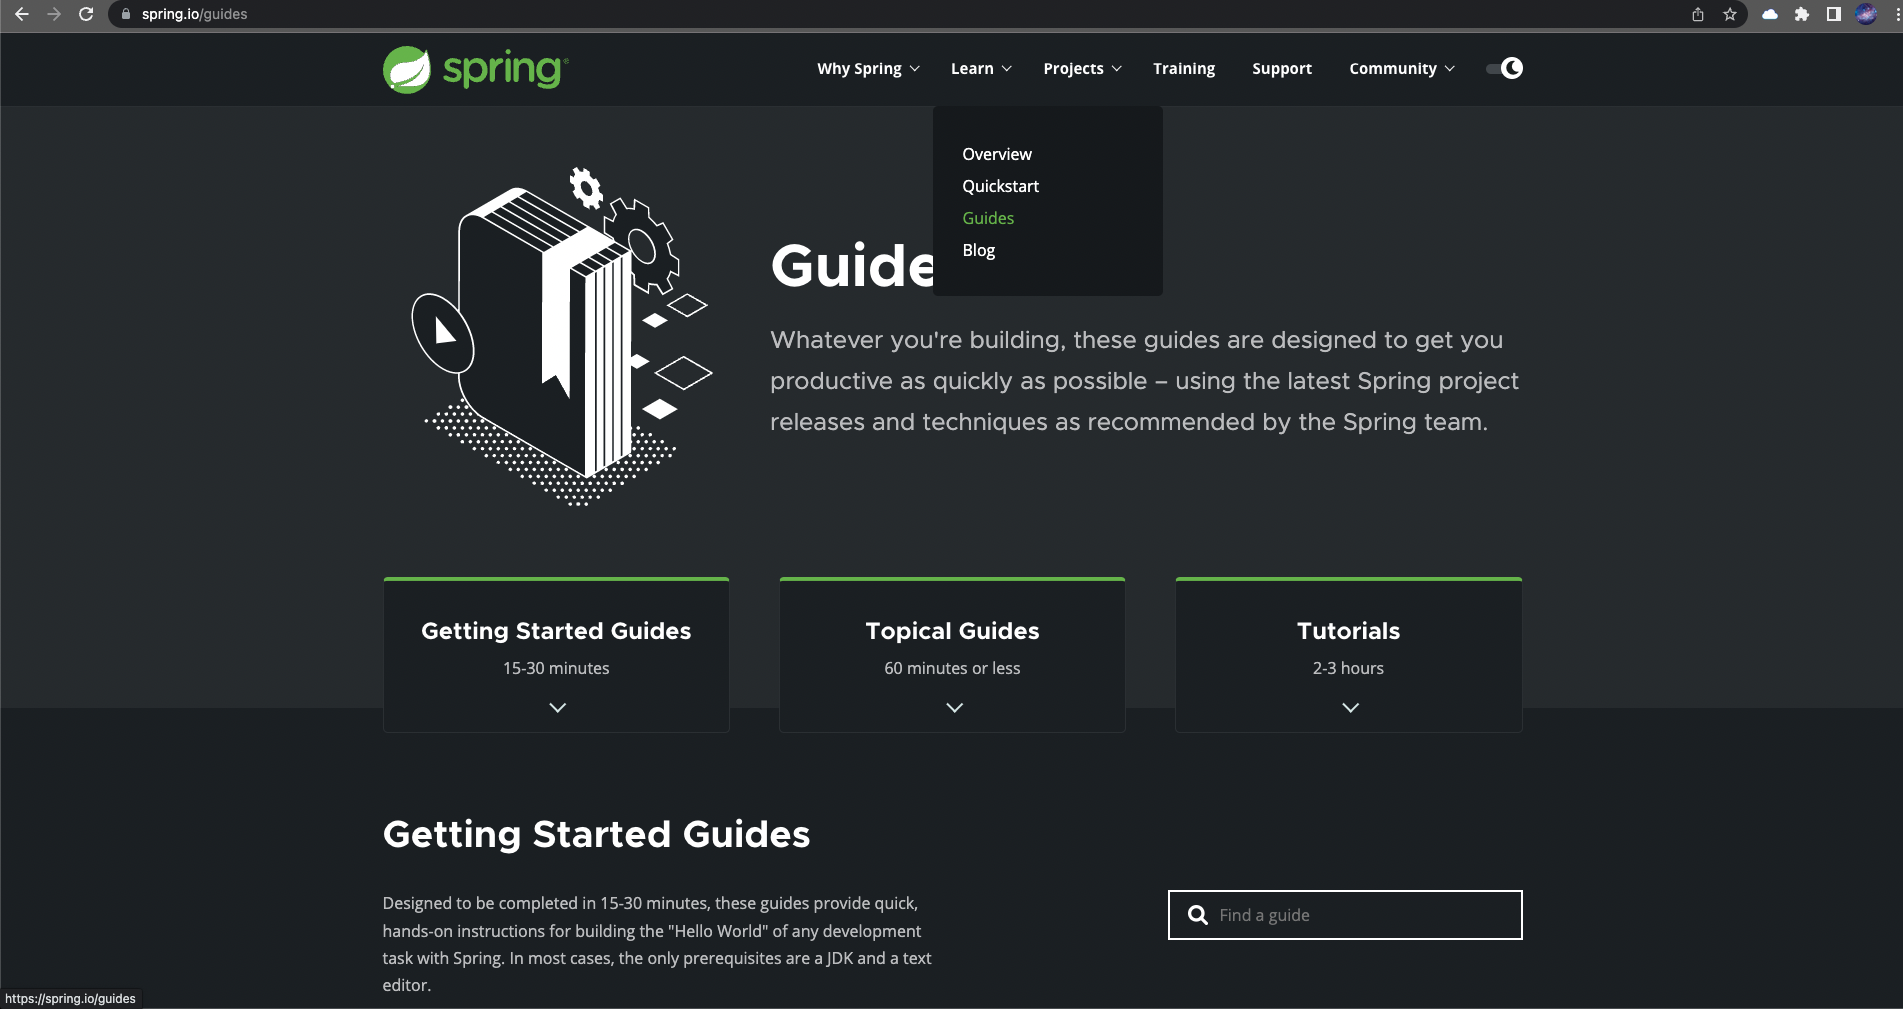 spring.io/guides
spring
Why Spring
Learn
Projects
Training
Support
Community
Overview
Quickstart
Guides
Blog
Guide
Whatever you're building, these guides are designed to get you
productive as quickly as possible – using the latest Spring project
releases and techniques as recommended by the Spring team.
Getting Started Guides
15-30 minutes
Topical Guides
60 minutes or less
Tutorials
2-3 hours
Getting Started Guides
Designed to be completed in 15-30 minutes, these guides provide quick,
hands-on instructions for building the "Hello World" of any development
task with Spring. In most cases, the only prerequisites are a JDK and a text
editor.
Find a guide
https://spring.io/guides